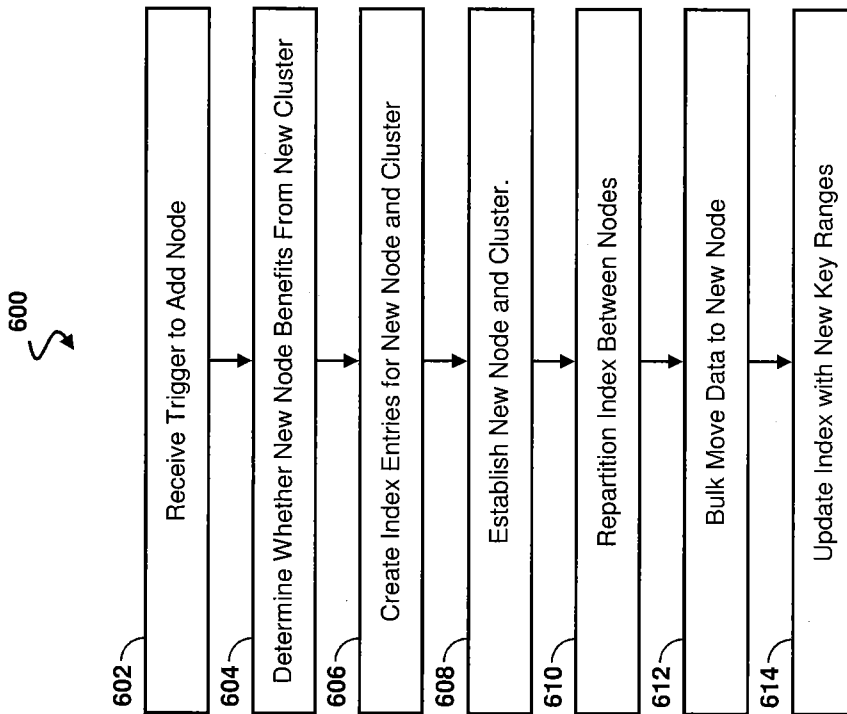 600
602
Receive Trigger to Add Node
604
Determine Whether New Node Benefits From New Cluster
606
Create Index Entries for New Node and Cluster
608
Establish New Node and Cluster.
610
Repartition Index Between Nodes
612
Bulk Move Data to New Node
614
Update Index with New Key Ranges